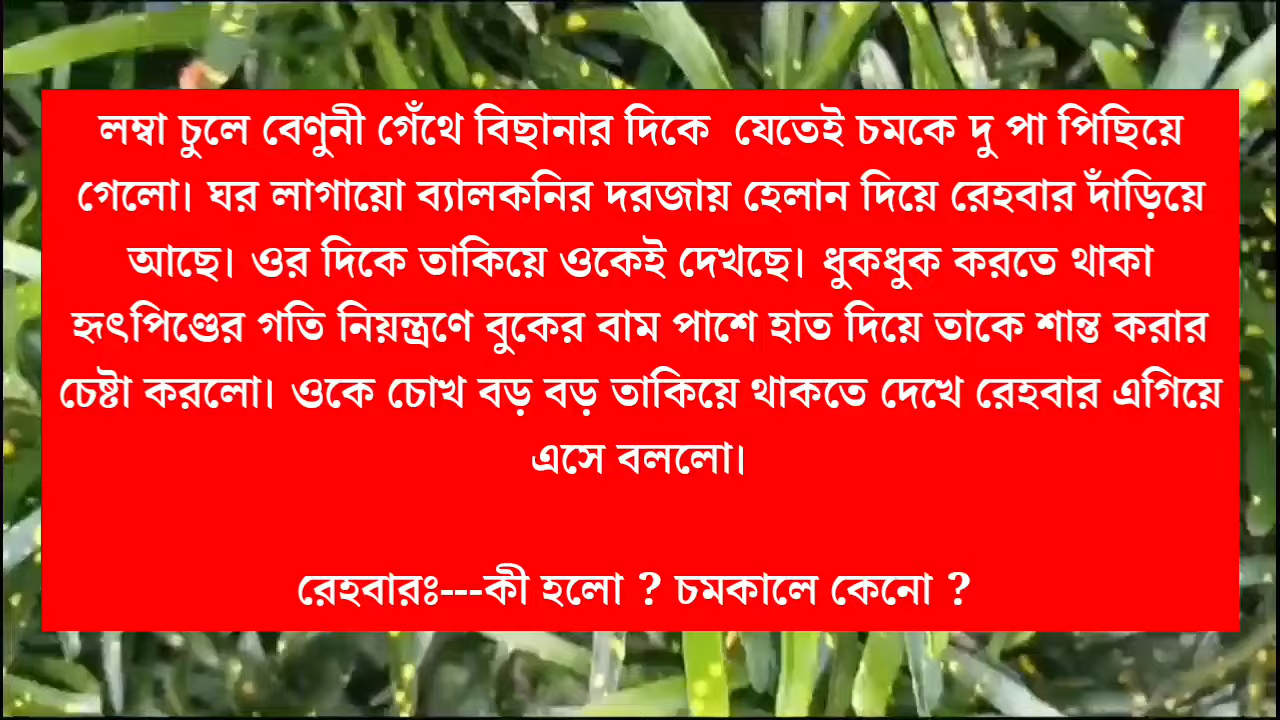 লম্বা চুলে বেণুনী গেঁথে বিছানার দিকে যেতেই চমকে দু পা পিছিয়ে
গেলো। ঘর লাগায়ো ব্যালকনির দরজায় হেলান দিয়ে রেহবার দাঁড়িয়ে
আছে। ওর দিকে তাকিয়ে ওকেই দেখছে। ধুকধুক করতে থাকা
হৃৎপিণ্ডের গতি নিয়ন্ত্রণে বুকের বাম পাশে হাত দিয়ে তাকে শান্ত করার
চেষ্টা করলো। ওকে চোখ বড় বড় তাকিয়ে থাকতে দেখে রেহবার এগিয়ে
এসে বললো।
রেহবারঃ---কী হলো ? চমকালে কেনো ?